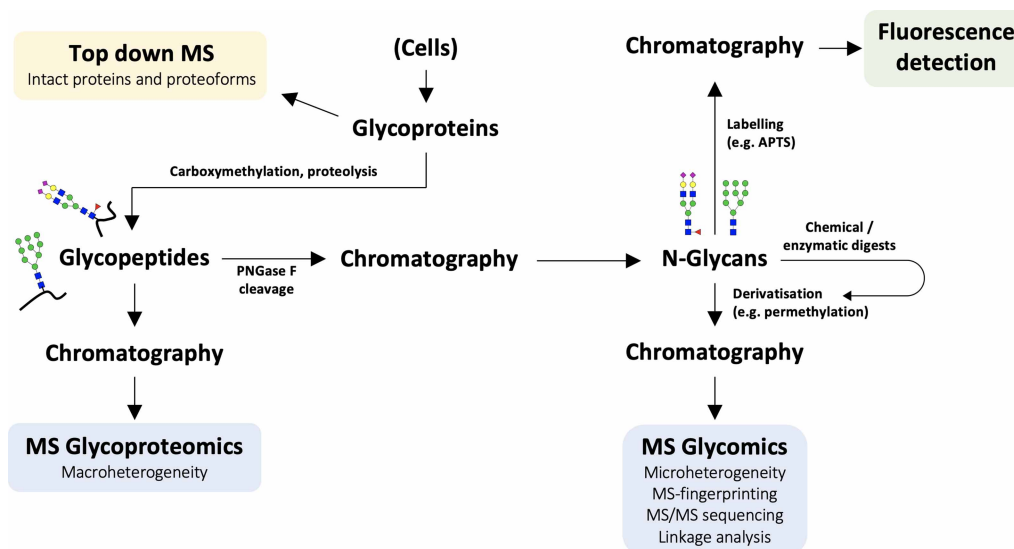 Top down MS
Intact proteins and proteoforms
(Cells)
Glycoproteins
Chromatography
Fluorescence
detection
Labelling
(e.g. APTS)
Carboxymethylation, proteolysis
Glycopeptides
PNGase F
cleavage
Chromatography
N-Glycans
Chemical /
enzymatic digests
Derivatisation
(e.g. permethylation)
Chromatography
Chromatography
MS Glycoproteomics
Macroheterogeneity
MS Glycomics
Microheterogeneity
MS-fingerprinting
MS/MS sequencing
Linkage analysis